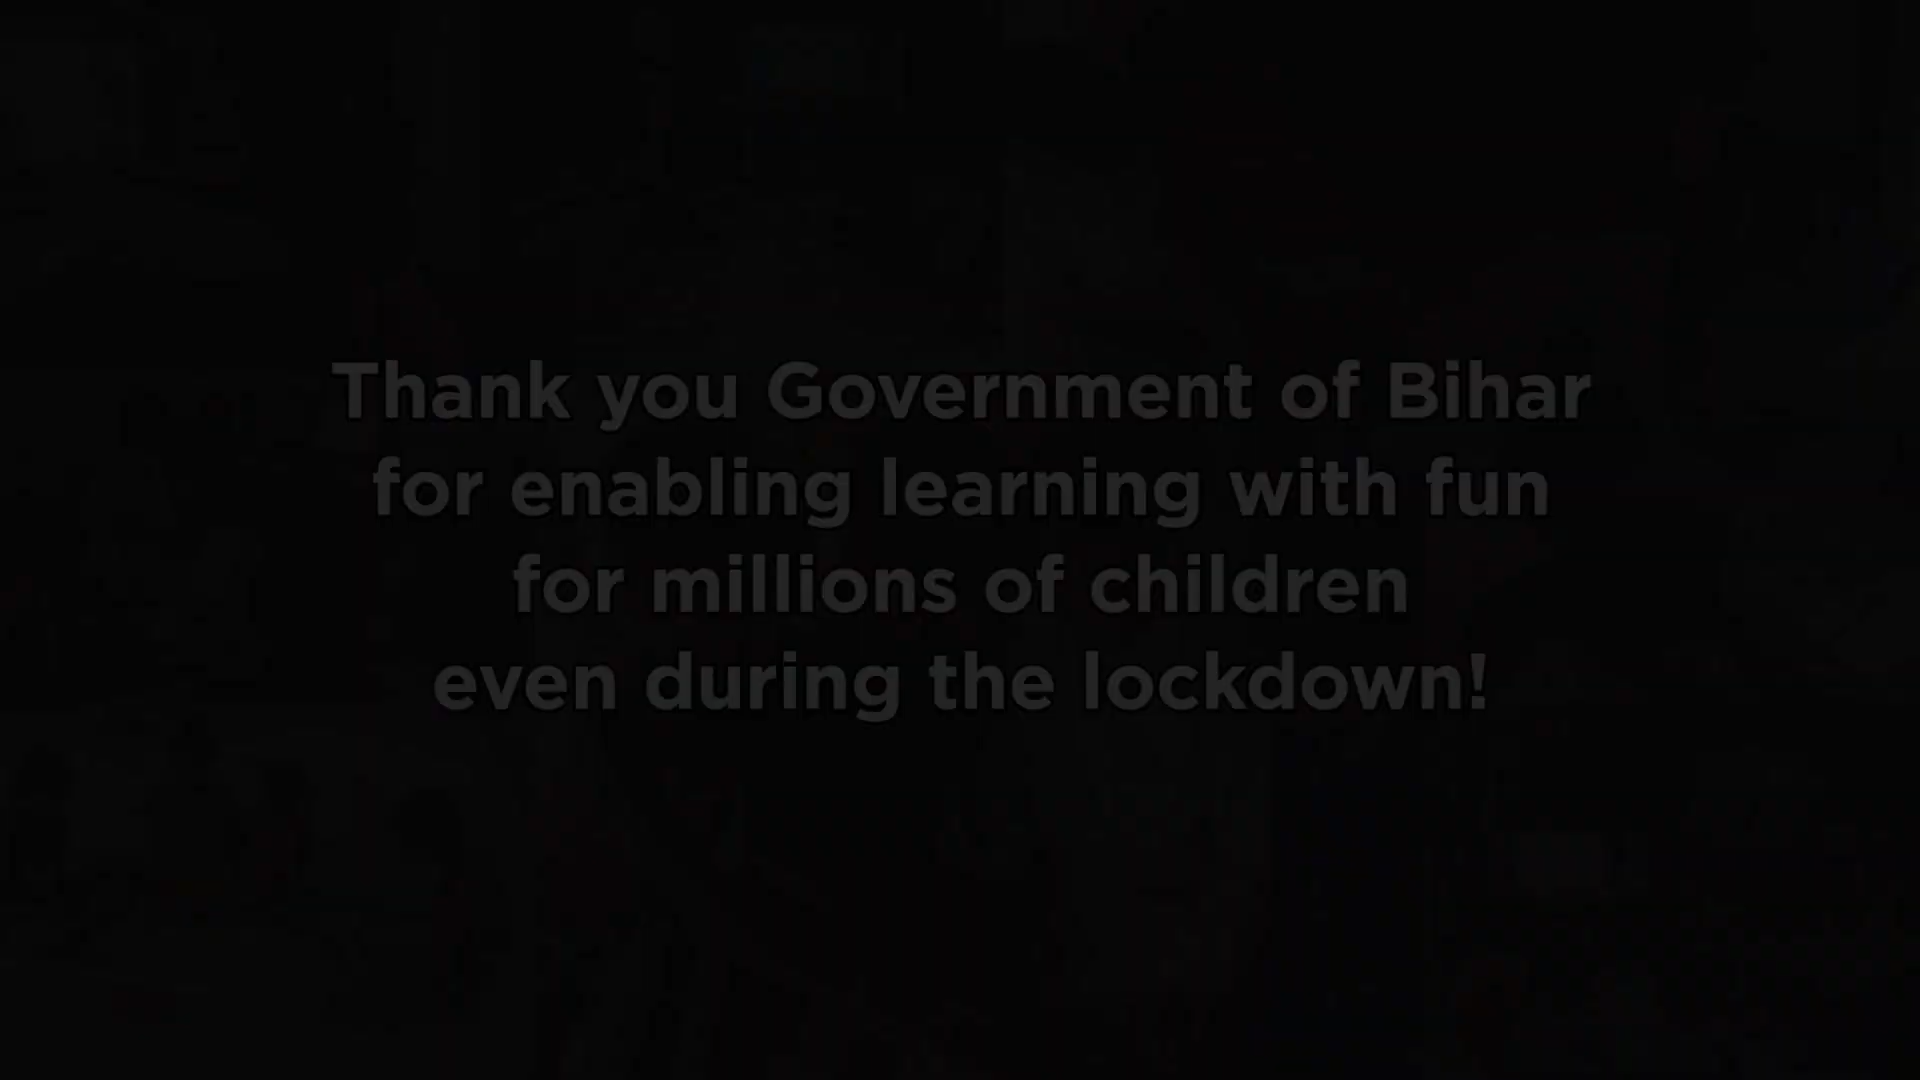 Thank you Government of Bihar
for enabling learning with fun
for millions of children
even during the lockdown!